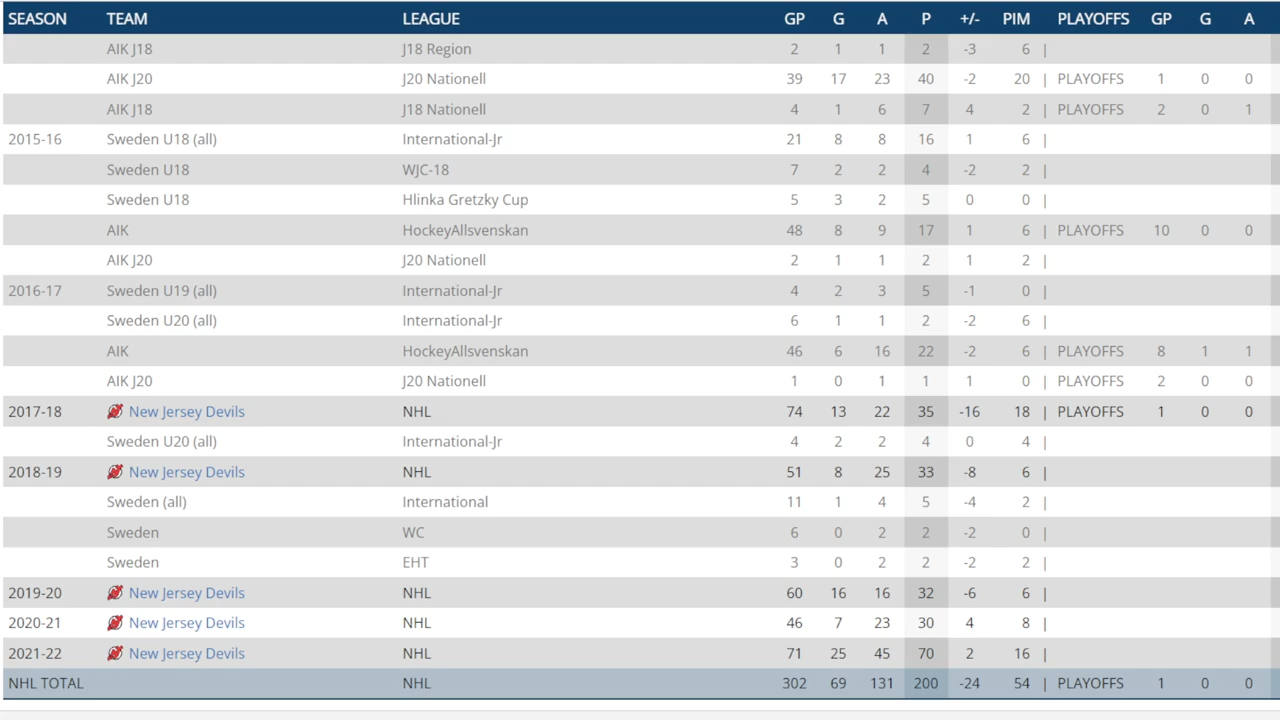 SEASON TEAM LEAGUE GP G A P +/- PIM PLAYOFFS GP G A
AIK J18 J18 Region 2 1 1 2 -3 6 |
AIK J20 J20 Nationell 39 17 23 40 -2 20 | PLAYOFFS 1 0 0
AIK J18 J18 Nationell 4 1 6 7 4 2 | PLAYOFFS 2 0 1
2015-16 Sweden U18 (all) International-Jr 21 8 8 16 1 6 |
Sweden U18 WJC-18 7 2 2 4 -2 2 |
Sweden U18 Hlinka Gretzky Cup 5 3 2 5 0 0 |
AIK HockeyAllsvenskan 48 8 9 17 1 6 | PLAYOFFS 10 0 0
AIK J20 J20 Nationell 2 1 1 2 1 2 |
2016-17 Sweden U19 (all) International-Jr 4 2 3 5 -1 0 |
Sweden U20 (all) International-Jr 6 1 1 2 -2 6 |
AIK HockeyAllsvenskan 46 6 16 22 -2 6 | PLAYOFFS 8 1 1
AIK J20 J20 Nationell 1 0 1 1 1 0 | PLAYOFFS 2 0 0
2017-18 New Jersey Devils NHL 74 13 22 35 -16 18 | PLAYOFFS 1 0 0
Sweden U20 (all) International-Jr 4 2 2 4 0 4 |
2018-19 New Jersey Devils NHL 51 8 25 33 -8 6 |
Sweden (all) International 11 1 4 5 -4 2 |
Sweden WC 6 0 2 2 -2 0 |
Sweden EHT 3 0 2 2 -2 2 |
2019-20 New Jersey Devils NHL 60 16 16 32 -6 6 |
2020-21 New Jersey Devils NHL 46 7 23 30 4 8 |
2021-22 New Jersey Devils NHL 71 25 45 70 2 16 |
NHL TOTAL NHL 302 69 131 200 -24 54 | PLAYOFFS 1 0 0